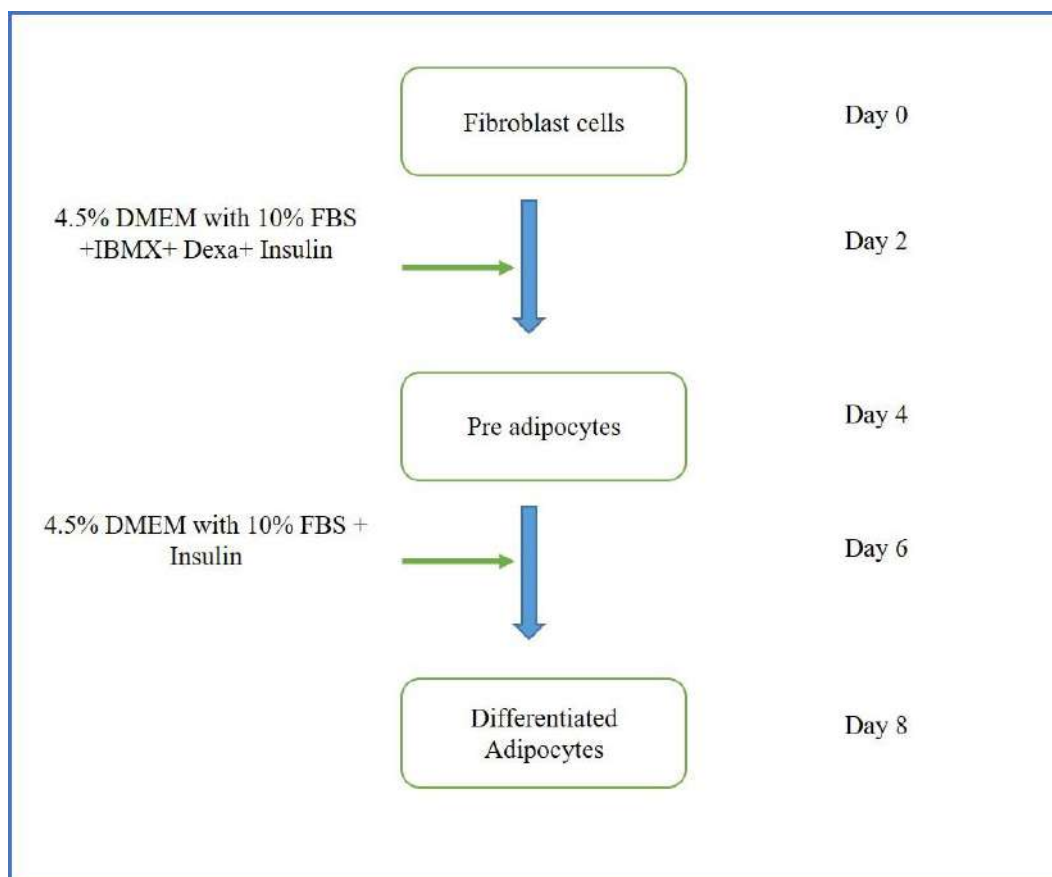 Fibroblast cells
Day 0
4.5% DMEM with 10% FBS
+IBMX+ Dexa+ Insulin
Day 2
Pre adipocytes
Day 4
4.5% DMEM with 10% FBS +
Insulin
Day 6
Differentiated
Adipocytes
Day 8